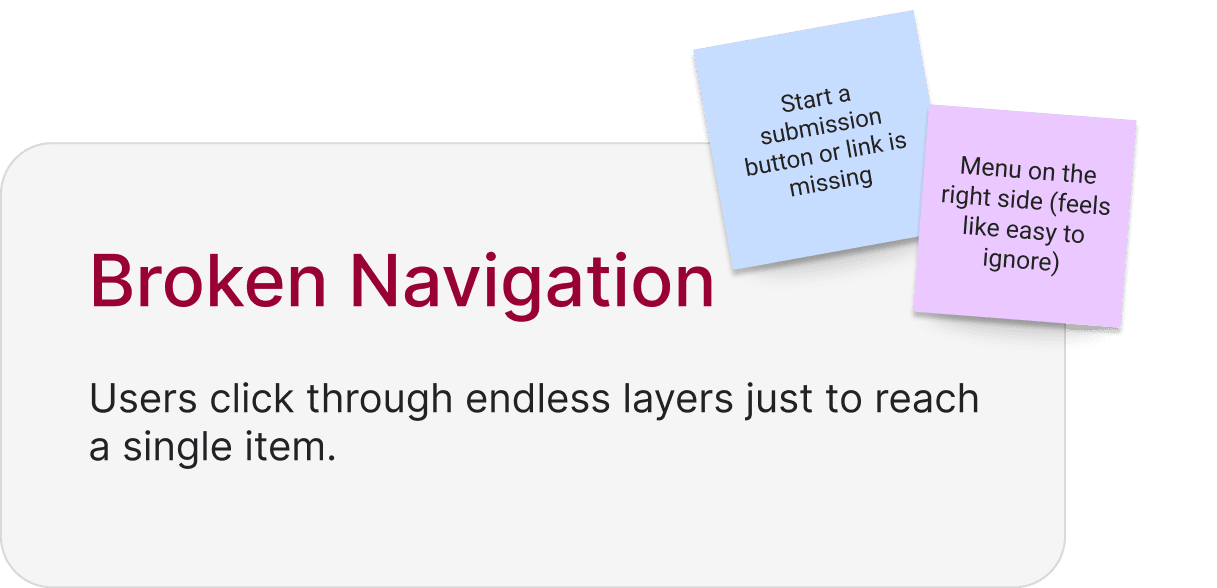 Start a
submission
button or link is
missing
Menu on the
right side (feels
like easy to
ignore)
Broken Navigation
Users click through endless layers just to reach
a single item.